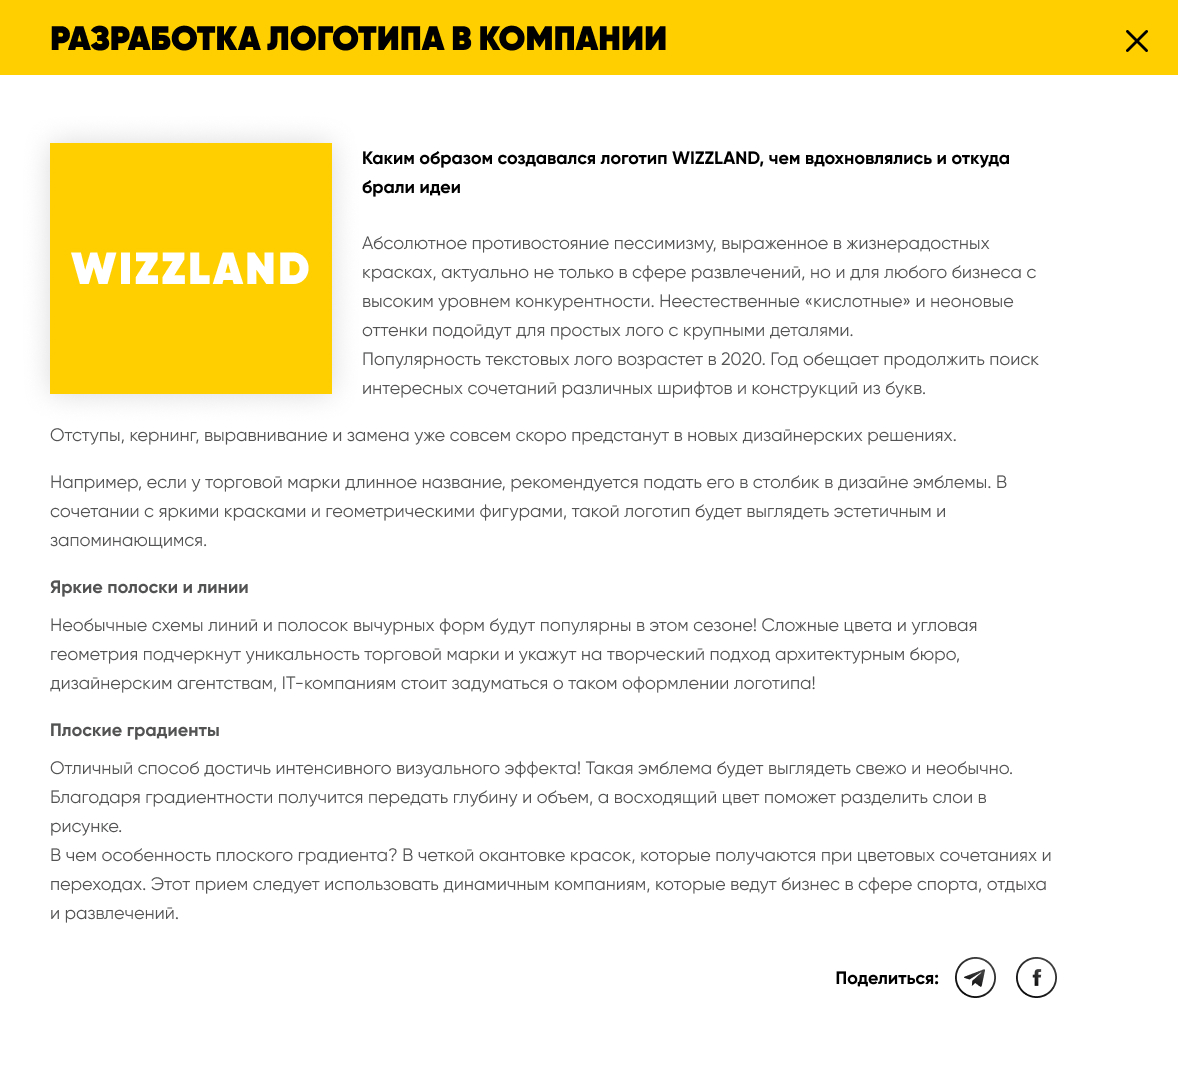 РАЗРАБОТКА ЛОГОТИПА В КОМПАНИИ
WIZZLAND
Каким образом создавался логотип WIZZLAND, чем вдохновлялись и откуда
брали идеи
Абсолютное противостояние пессимизму, выраженное в жизнерадостных
красках, актуально не только в сфере развлечений, но и для любого бизнеса с
высоким уровнем конкурентности. Неестественные «кислотные» и неоновые
оттенки подойдут для простых лого с крупными деталями.
Популярность текстовых лого возрастет в 2020. Год обещает продолжить поиск
интересных сочетаний различных шрифтов и конструкций из букв.
Отступы, кернинг, выравнивание и замена уже совсем скоро предстанут в новых дизайнерских решениях.
Например, если у торговой марки длинное название, рекомендуется подать его в столбик в дизайне эмблемы. В
сочетании с яркими красками и геометрическими фигурами, такой логотип будет выглядеть эстетичным и
запоминающимся.
Яркие полоски и линии
Необычные схемы линий и полосок вычурных форм будут популярны в этом сезоне! Сложные цвета и угловая
геометрия подчеркнут уникальность торговой марки и укажут на творческий подход архитектурным бюро,
дизайнерским агентствам, IT-компаниям стоит задуматься о таком оформлении логотипа!
Плоские градиенты
Отличный способ достичь интенсивного визуального эффекта! Такая эмблема будет выглядеть свежо и необычно.
Благодаря градиентности получится передать глубину и объем, а восходящий цвет поможет разделить слои в
рисунке.
В чем особенность плоского градиента? В четкой окантовке красок, которые получаются при цветовых сочетаниях и
переходах. Этот прием следует использовать динамичным компаниям, которые ведут бизнес в сфере спорта, отдыха
и развлечений.
Поделиться: